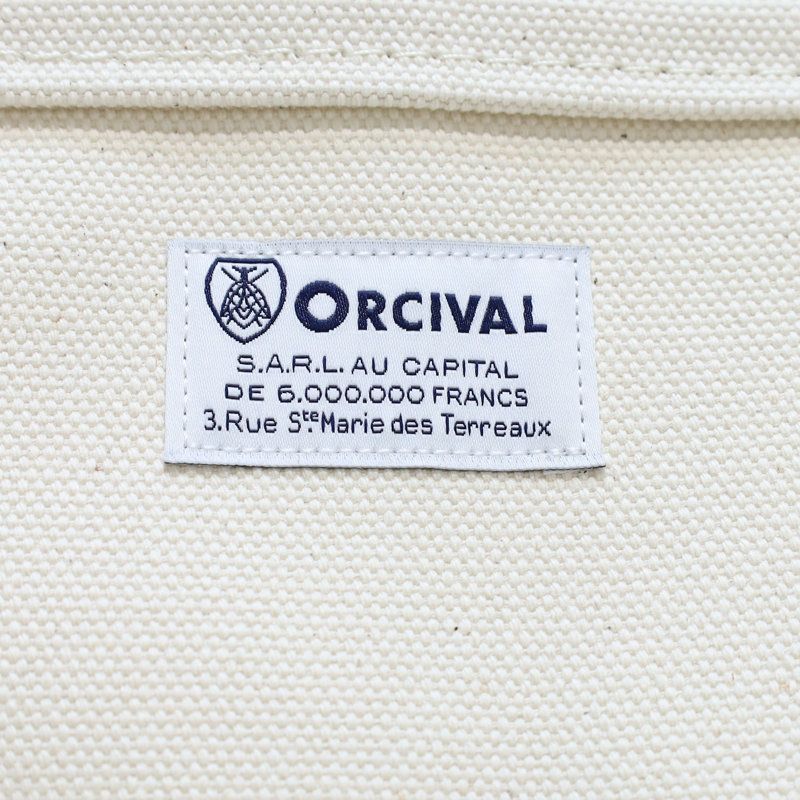 ORCIVAL
S.A.R.L. AU CAPITAL
DE 6.000.000 FRANCS
3.Rue Ste. Marie des Terreaux